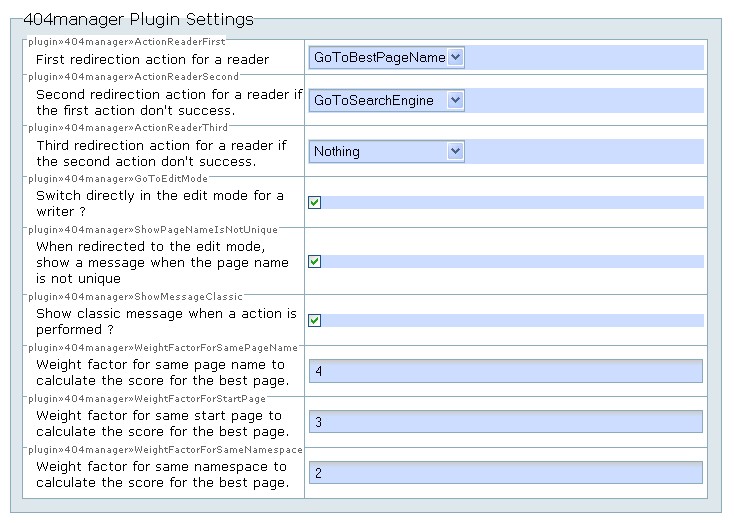 404manager Plugin Settings
plugin»404manager»ActionReaderFirst
First redirection action for a reader
GoToBestPageName
plugin»404manager»ActionReaderSecond
Second redirection action for a reader if
the first action don't success.
GoToSearchEngine
plugin»404manager»ActionReaderThird
Third redirection action for a reader if
the second action don't success.
Nothing
plugin»404manager»GoToEditMode
Switch directly in the edit mode for a
writer ?
plugin»404manager»ShowPageNameIsNotUnique
When redirected to the edit mode,
show a message when the page name
is not unique
plugin»404manager»ShowMessageClassic
Show classic message when a action is
performed ?
plugin»404manager»WeightFactorForSamePageName
Weight factor for same page name to
calculate the score for the best page.
4
plugin»404manager»WeightFactorForStartPage
Weight factor for same start page to
calculate the score for the best page.
3
plugin»404manager»WeightFactorForSameNamespace
Weight factor for same namespace to
calculate the score for the best page.
2